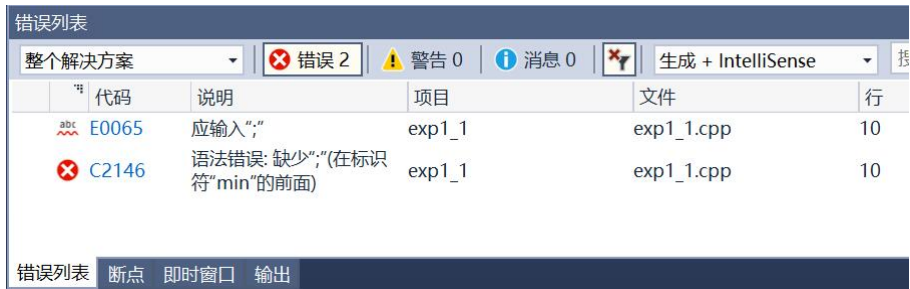 错误列表
整个解决方案 错误 2 警告 0 消息 0 生成 + IntelliSense
代码 说明 项目 文件 行
abc E0065 应输入";" exp1_1 exp1_1.cpp 10
C2146 语法错误: 缺少";"(在标识符"min"的前面) exp1_1 exp1_1.cpp 10
错误列表 断点 即时窗口 输出